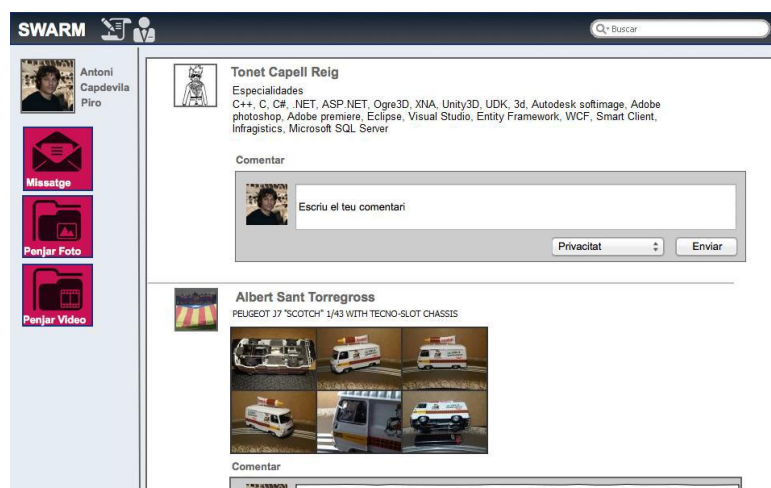 SWARM
Buscar
Antoni
Capdevila
Piro
Missatge
Penjar Foto
Penjar Video
Tonet Capell Reig
Especialidades
C++, C, C#, .NET, ASP.NET, Ogre3D, XNA, Unity3D, UDK, 3d, Autodesk softimage, Adobe
photoshop, Adobe premiere, Eclipse, Visual Studio, Entity Framework, WCF, Smart Client,
Infragistics, Microsoft SQL Server
Comentar
Escriu el teu comentari
Privacitat
Enviar
Albert Sant Torregross
PEUGEOT J7 "SCOTCH" 1/43 WITH TECNO-SLOT CHASSIS
Comentar